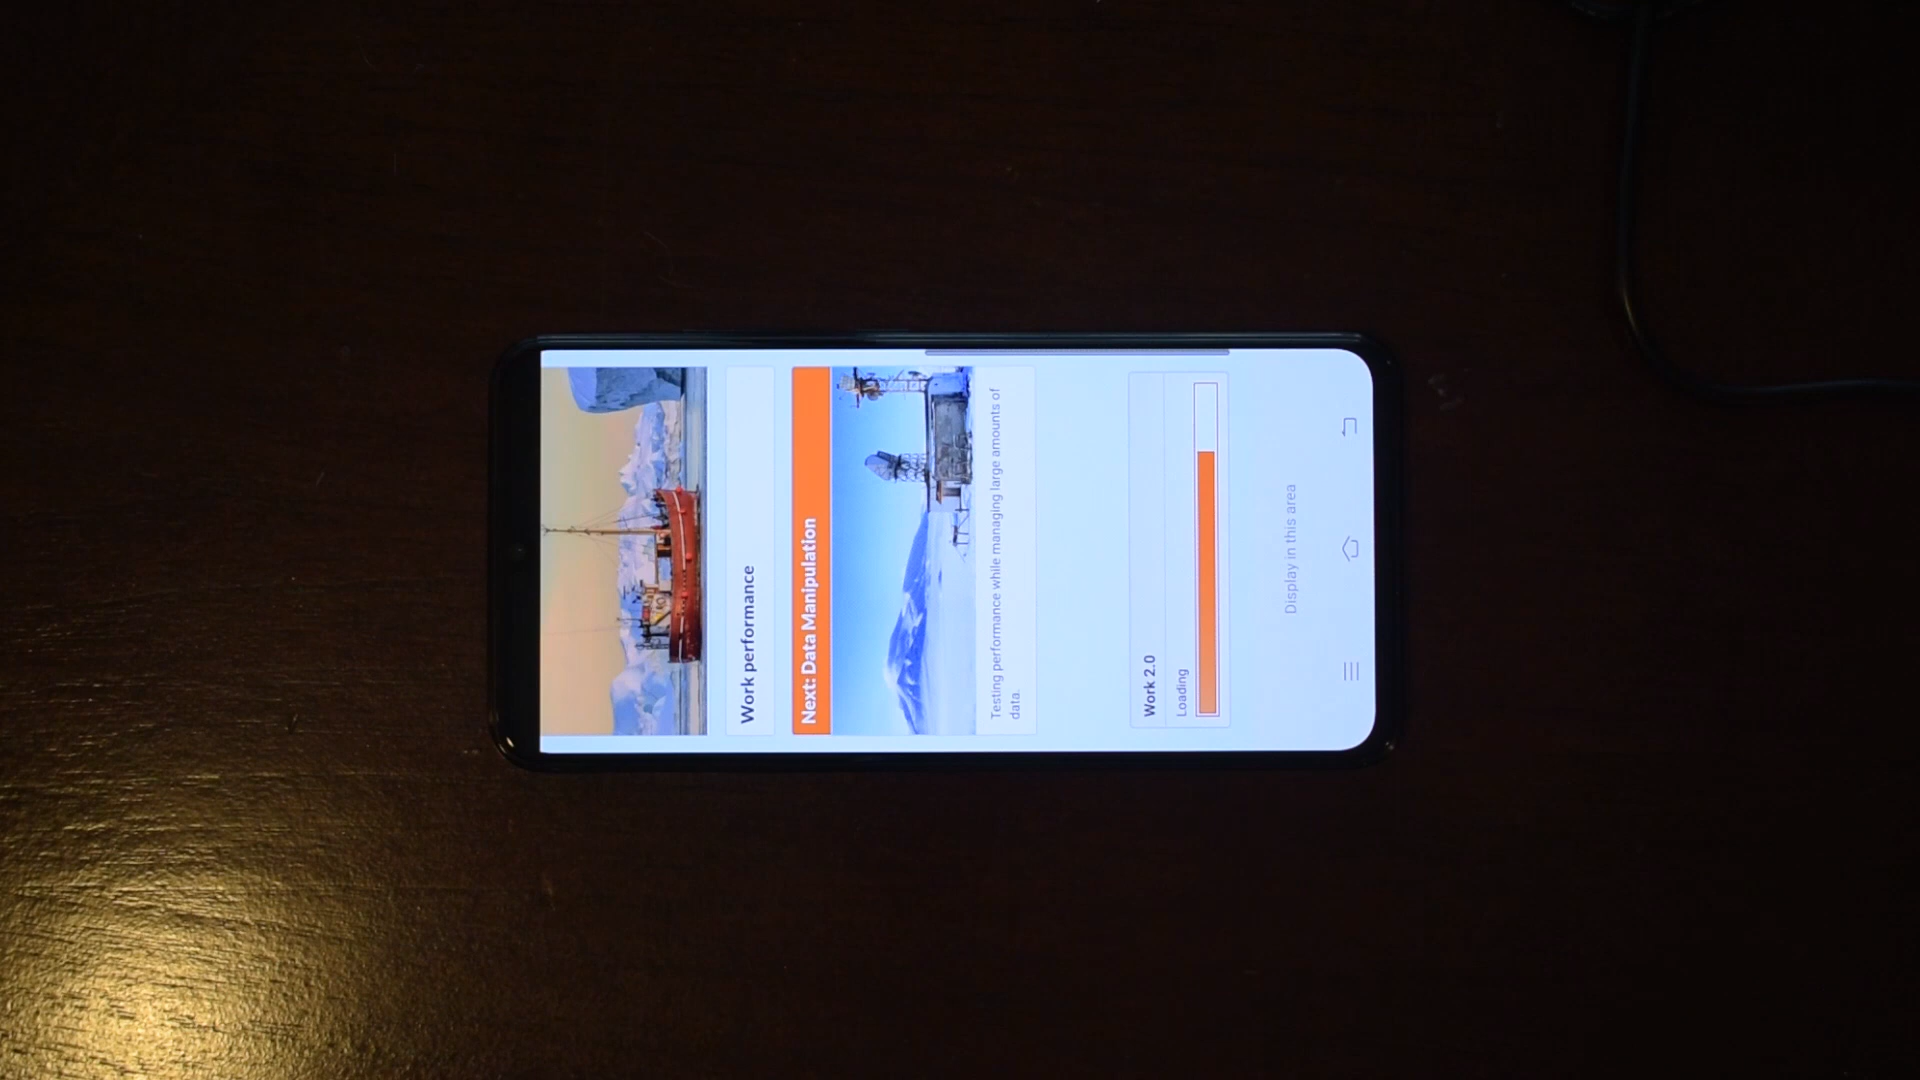 Work performance
Next: Data Manipulation
Testing performance while managing large amounts of
data.
Work 2.0
Loading
Display in this area